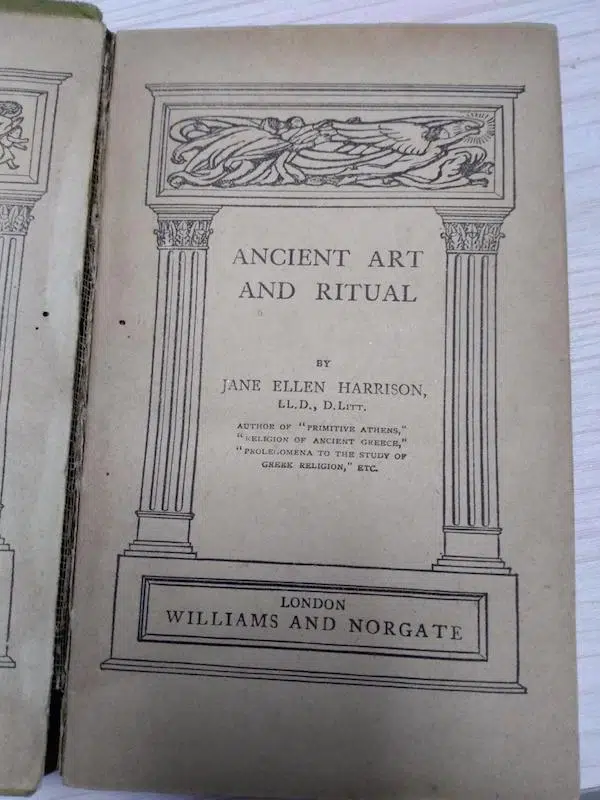 ANCIENT ART
AND RITUAL
BY
JANE ELLEN HARRISON,
LL.D., D.LITT.
AUTHOR OF "PRIMITIVE ATHENS,"
"RELIGION OF ANCIENT GREECE,"
"PROLEGOMENA TO THE STUDY OF
GREEK RELIGION," ETC.
LONDON
WILLIAMS AND NORGATE